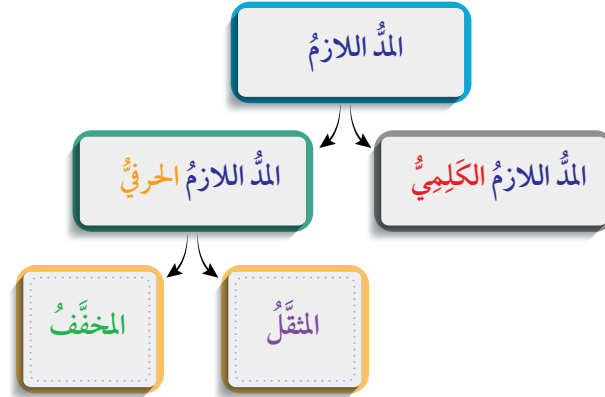 المدُّ اللازمُ
المدُّ اللازمُ الكَلِمِيُّ
المدُّ اللازمُ الحرفيُّ
المثقَّلُ
المخفَّفُ